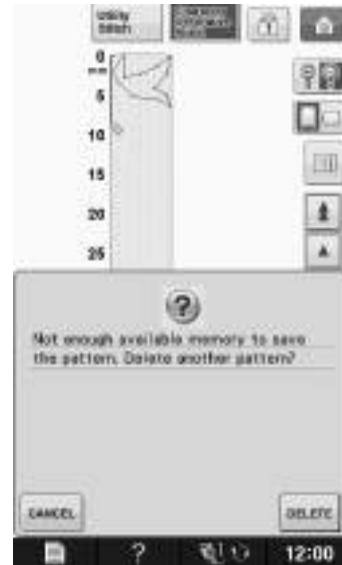 Utility
Stitch
0
mm
5
10
15
20
25
Not enough available memory to save
the pattern. Delete another pattern?
CANCEL
DELETE
?
12:00